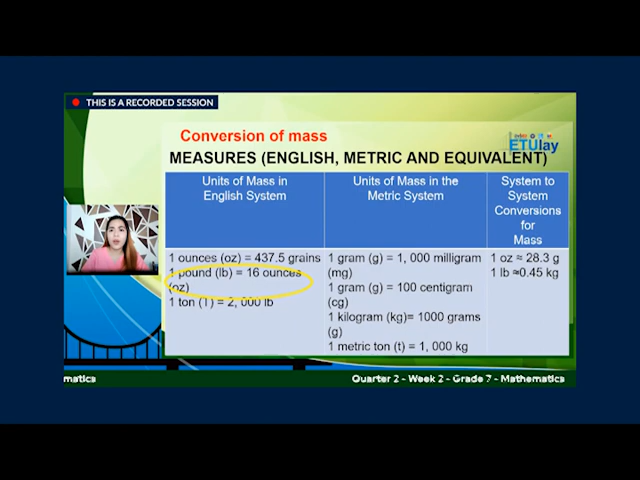 THIS IS A RECORDED SESSION
Conversion of mass
ETUlay
MEASURES (ENGLISH, METRIC AND EQUIVALENT)
Units of Mass in
English System
Units of Mass in the
Metric System
System to
System
Conversions
for
Mass
1 ounces (oz) = 437.5 grains
1 pound (lb) = 16 ounces
(oz)
1 ton (T) = 2, 000 lb
1 gram (g) = 1, 000 milligram
(mg)
1 gram (g) = 100 centigram
(cg)
1 kilogram (kg)= 1000 grams
(g)
1 metric ton (t) = 1, 000 kg
1 oz ≈ 28.3 g
1 lb ≈0.45 kg
matics
Quarter 2 - Week 2 - Grade 7 - Mathematics